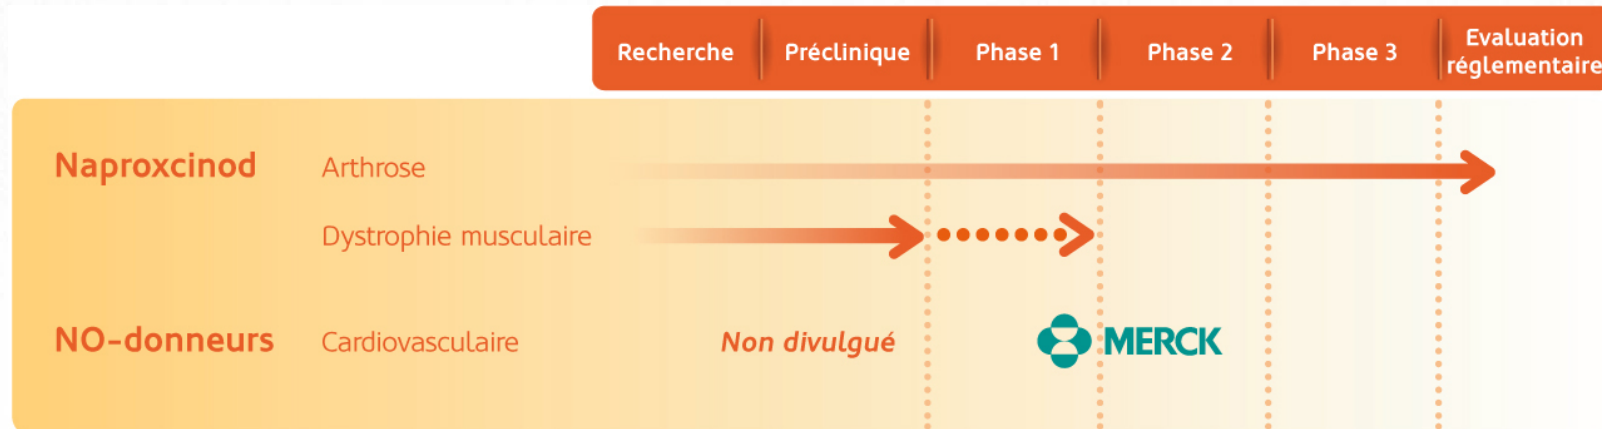 Recherche
Préclinique
Phase 1
Phase 2
Phase 3
Evaluation
réglementaire
Naproxcinod
Arthrose
Dystrophie musculaire
NO-donneurs
Cardiovasculaire
Non divulgué
MERCK